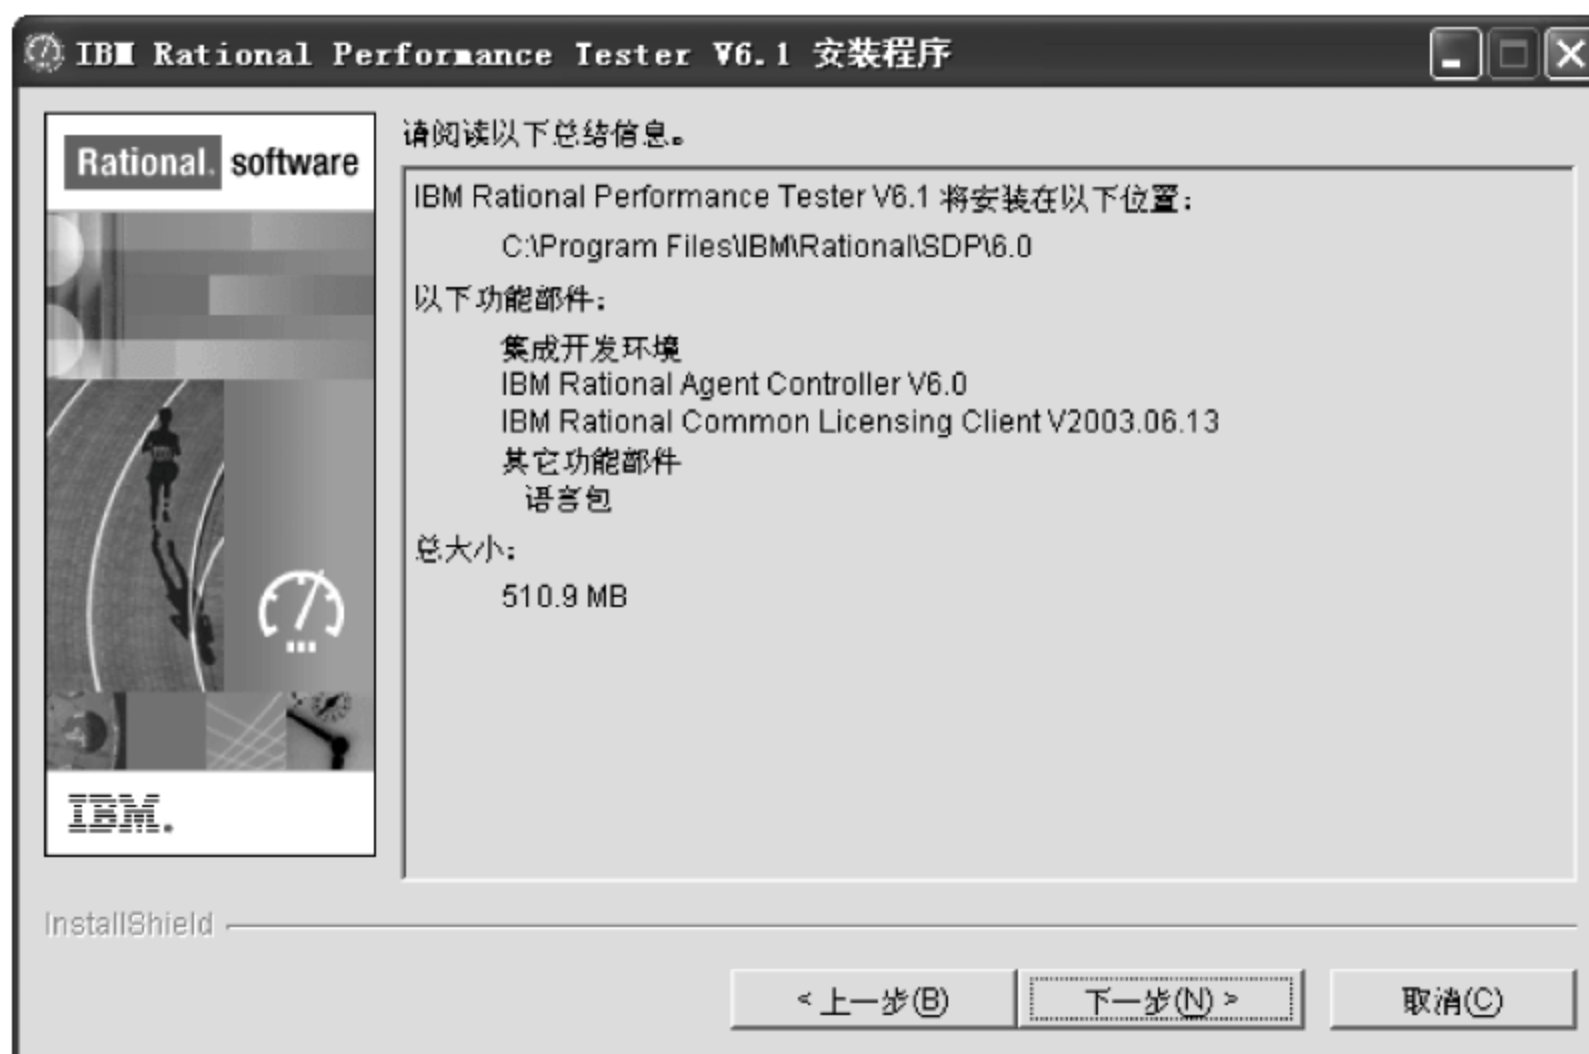 IBM Rational Performance Tester V6.1 安装程序
Rational. software
请阅读以下总结信息。
IBM Rational Performance Tester V6.1 将安装在以下位置：
C:\Program Files\IBM\Rational\SDP\6.0
以下功能部件：
集成开发环境
IBM Rational Agent Controller V6.0
IBM Rational Common Licensing Client V2003.06.13
其它功能部件
语言包
总大小：
510.9 MB
IBM.
InstallShield
< 上一步(B)
下一步(N) >
取消(C)